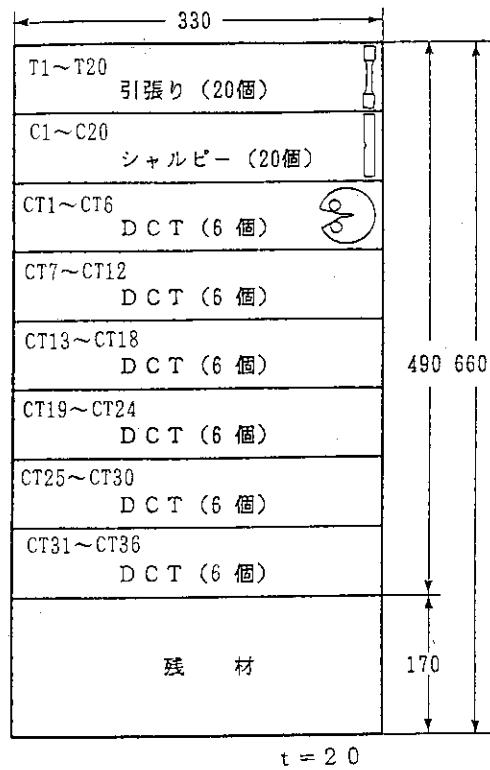 330
T1～T20
引張り（20個）
C1～C20
シャルピー（20個）
CT1～CT6
ＤＣＴ（6 個）
CT7～CT12
ＤＣＴ（6 個）
CT13～CT18
ＤＣＴ（6 個）
CT19～CT24
ＤＣＴ（6 個）
CT25～CT30
ＤＣＴ（6 個）
CT31～CT36
ＤＣＴ（6 個）
490 660
残　材
170
t = 2 0